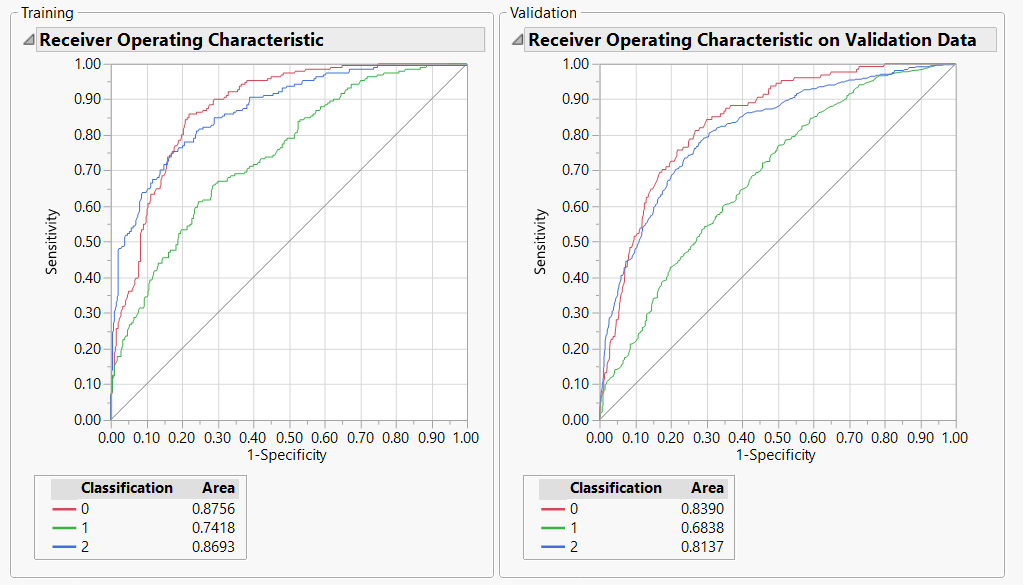 Training
Receiver Operating Characteristic
1.00
0.90
0.80
0.70
0.60
0.50
0.40
0.30
0.20
0.10
0.00
Sensitivity
0.00 0.10 0.20 0.30 0.40 0.50 0.60 0.70 0.80 0.90 1.00
1-Specificity
Classification Area
0 0.8756
1 0.7418
2 0.8693
Validation
Receiver Operating Characteristic on Validation Data
1.00
0.90
0.80
0.70
0.60
0.50
0.40
0.30
0.20
0.10
0.00
Sensitivity
0.00 0.10 0.20 0.30 0.40 0.50 0.60 0.70 0.80 0.90 1.00
1-Specificity
Classification Area
0 0.8390
1 0.6838
2 0.8137